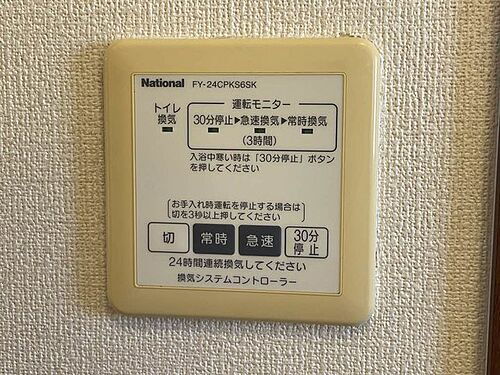 National FY-24CPKS6SK
トイレ
換気
運転モニター
30分停止▶急速換気▶常時換気
(3時間)
入浴中寒い時は「30分停止」ボタン
を押してください
お手入れ時運転を停止する場合は
切を3秒以上押してください
切 常時 急速 30分
停止
24時間連続換気してください
換気システムコントローラー